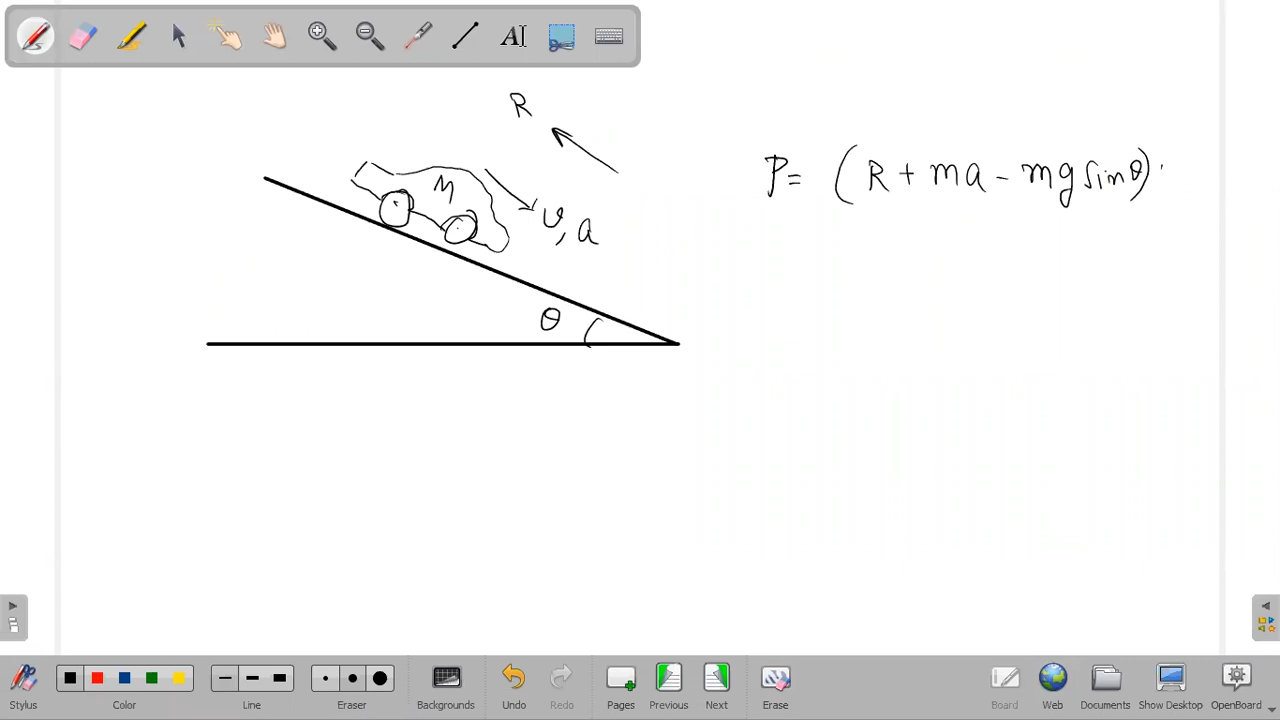 AI
R
M
v, a
P = (R + ma - mg sinθ)
θ
Stylus
Color
Line
Eraser
Backgrounds
Undo
Redo
Pages
Previous
Next
Erase
Board
Web
Documents
Show Desktop
OpenBoard